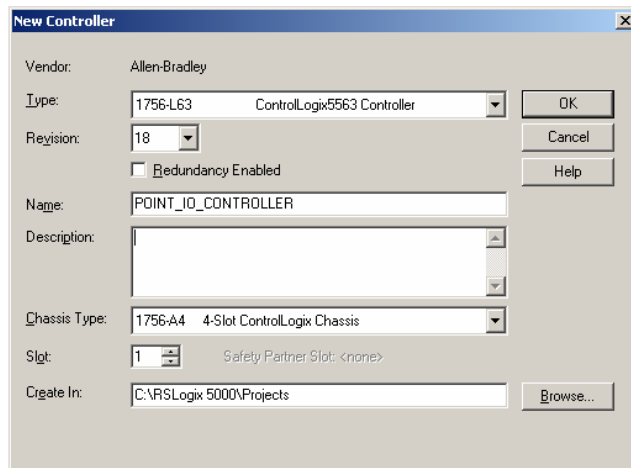 New Controller
Vendor: Allen-Bradley
Type: 1756-L63 ControlLogix5563 Controller OK
Revision: 18 Cancel
Redundancy Enabled Help
Name: POINT_IO_CONTROLLER
Description:
Chassis Type: 1756-A4 4-Slot ControlLogix Chassis
Slot: 1 Safety Partner Slot: <none>
Create In: C:\RSLogix 5000\Projects Browse...